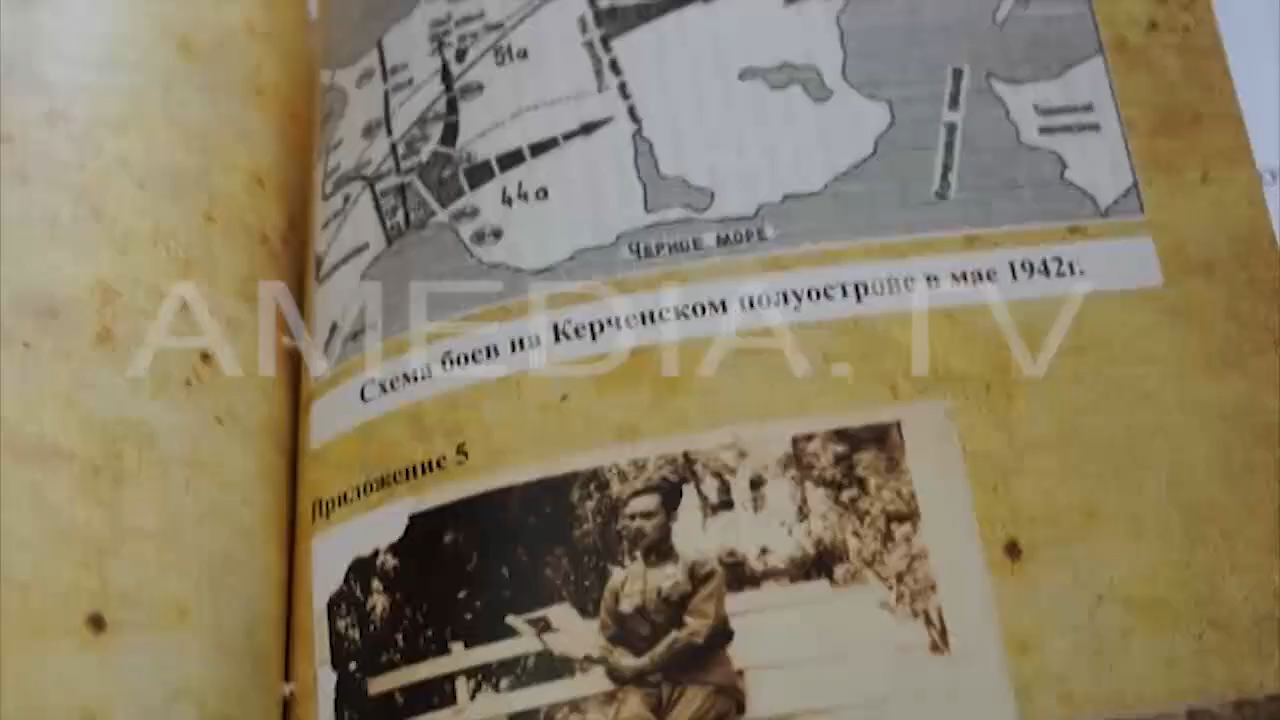 51а
44а
ЧЕРНОЕ МОРЕ
Схема боев на Керченском полуострове в мае 1942г.
AMEDIA.TV
Приложение 5